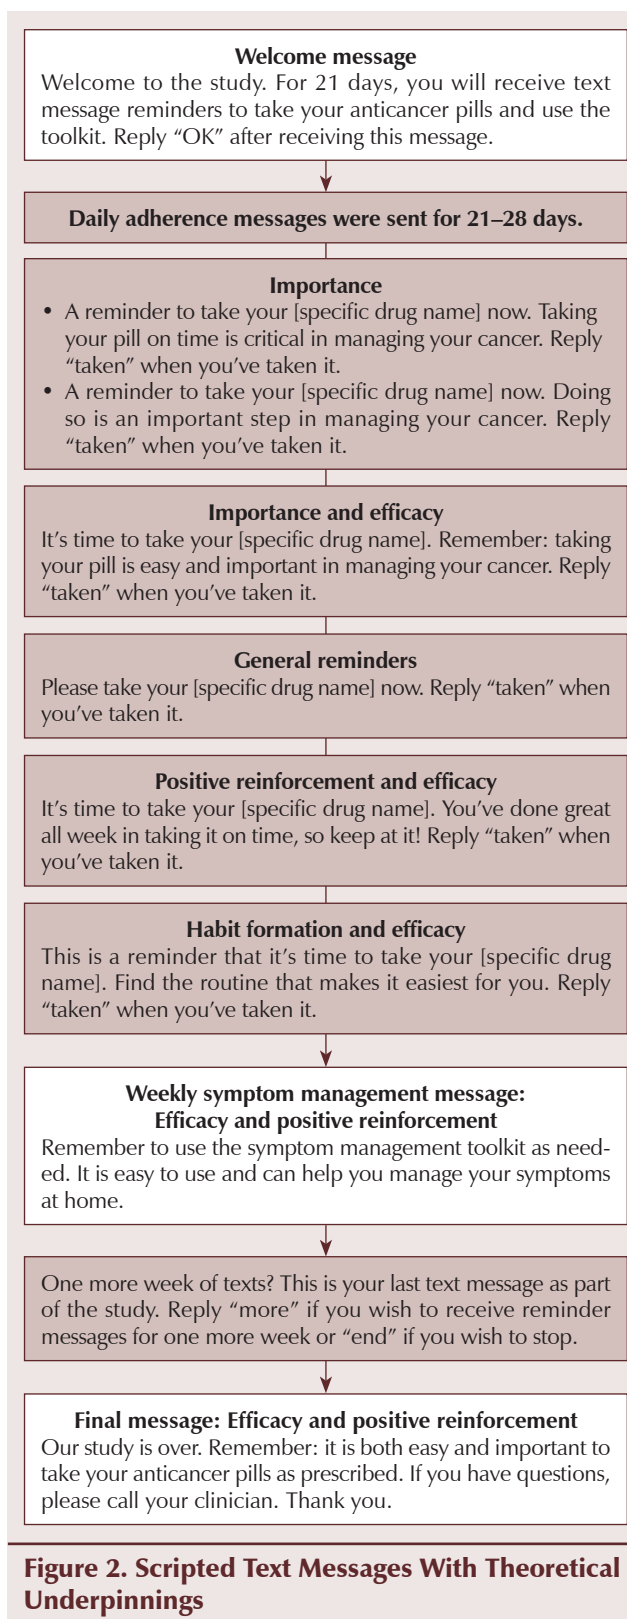 Welcome message
Welcome to the study. For 21 days, you will receive text
message reminders to take your anticancer pills and use the
toolkit. Reply “OK” after receiving this message.
Daily adherence messages were sent for 21–28 days.
Importance
• A reminder to take your [specific drug name] now. Taking
your pill on time is critical in managing your cancer. Reply
“taken” when you’ve taken it.
• A reminder to take your [specific drug name] now. Doing
so is an important step in managing your cancer. Reply
“taken” when you’ve taken it.
Importance and efficacy
It’s time to take your [specific drug name]. Remember: taking
your pill is easy and important in managing your cancer. Reply
“taken” when you’ve taken it.
General reminders
Please take your [specific drug name] now. Reply “taken” when
you’ve taken it.
Positive reinforcement and efficacy
It’s time to take your [specific drug name]. You’ve done great
all week in taking it on time, so keep at it! Reply “taken” when
you’ve taken it.
Habit formation and efficacy
This is a reminder that it’s time to take your [specific drug
name]. Find the routine that makes it easiest for you. Reply
“taken” when you’ve taken it.
Weekly symptom management message:
Efficacy and positive reinforcement
Remember to use the symptom management toolkit as need-
ed. It is easy to use and can help you manage your symptoms
at home.
One more week of texts? This is your last text message as part
of the study. Reply “more” if you wish to receive reminder
messages for one more week or “end” if you wish to stop.
Final message: Efficacy and positive reinforcement
Our study is over. Remember: it is both easy and important to
take your anticancer pills as prescribed. If you have questions,
please call your clinician. Thank you.
Figure 2. Scripted Text Messages With Theoretical
Underpinnings